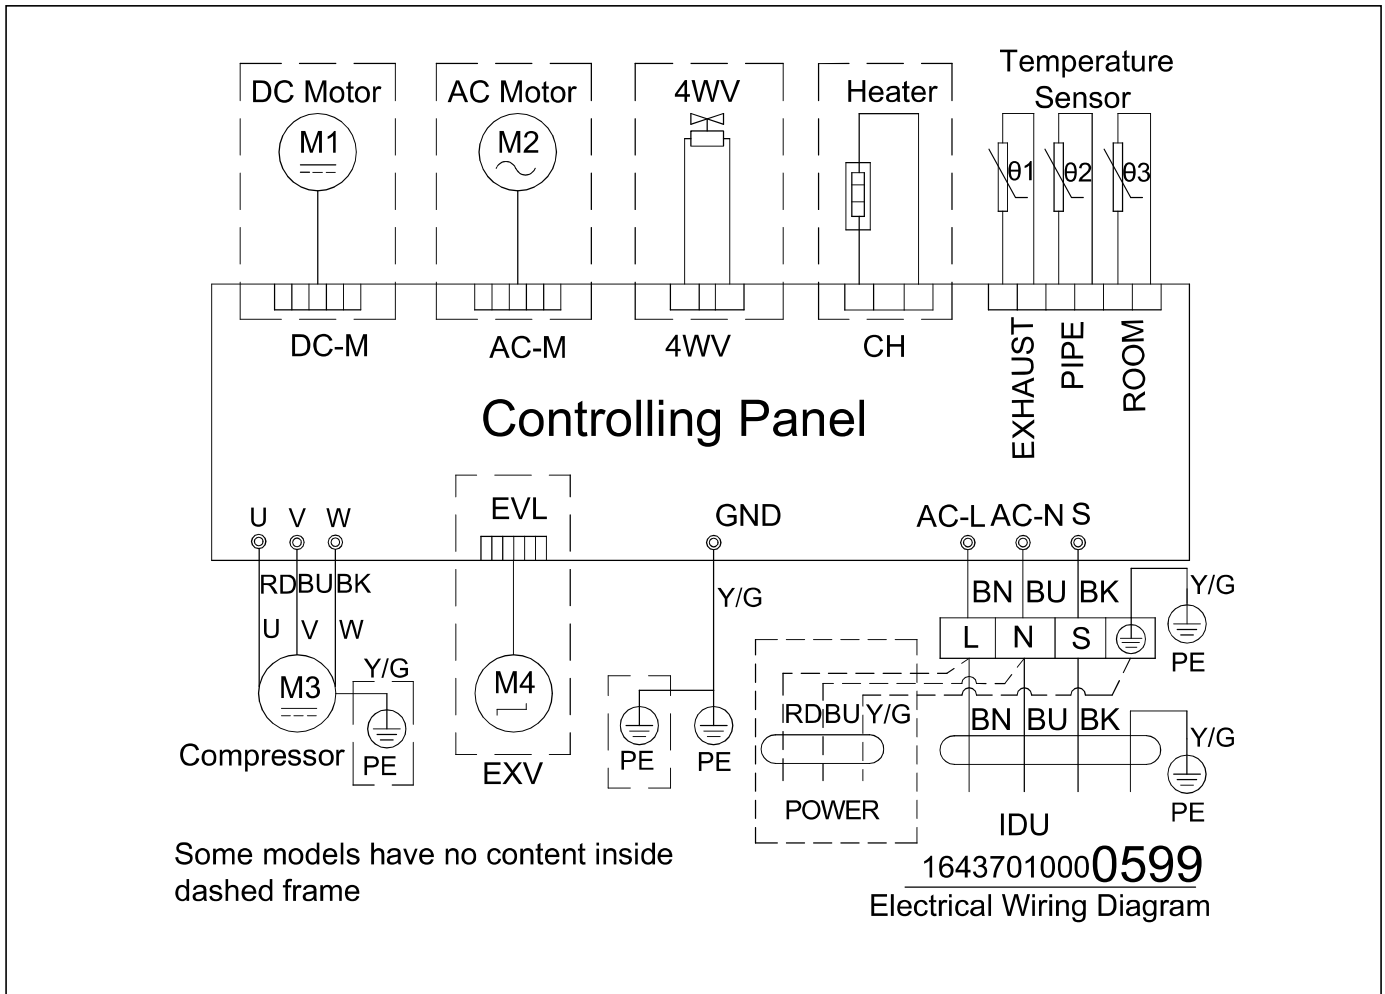 DC Motor
M1
AC Motor
M2
4WV
Heater
Temperature
Sensor
θ1
θ2
θ3
DC-M
AC-M
4WV
CH
EXHAUST
PIPE
ROOM
Controlling Panel
U V W
EVL
GND
AC-L AC-N S
RD BU BK
U V W
M3
Compressor
Y/G
PE
M4
EXV
Y/G
PE
PE
BN BU BK
Y/G
L N S
PE
RD BU Y/G
POWER
BN BU BK
Y/G
PE
IDU
Some models have no content inside
dashed frame
16437010000599
Electrical Wiring Diagram